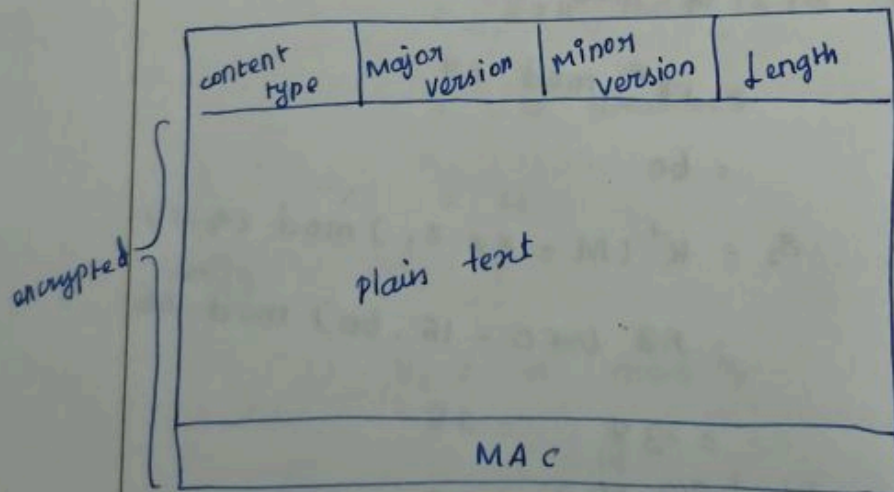 content type
Major version
Minor version
Length
encrypted
plain text
MAC